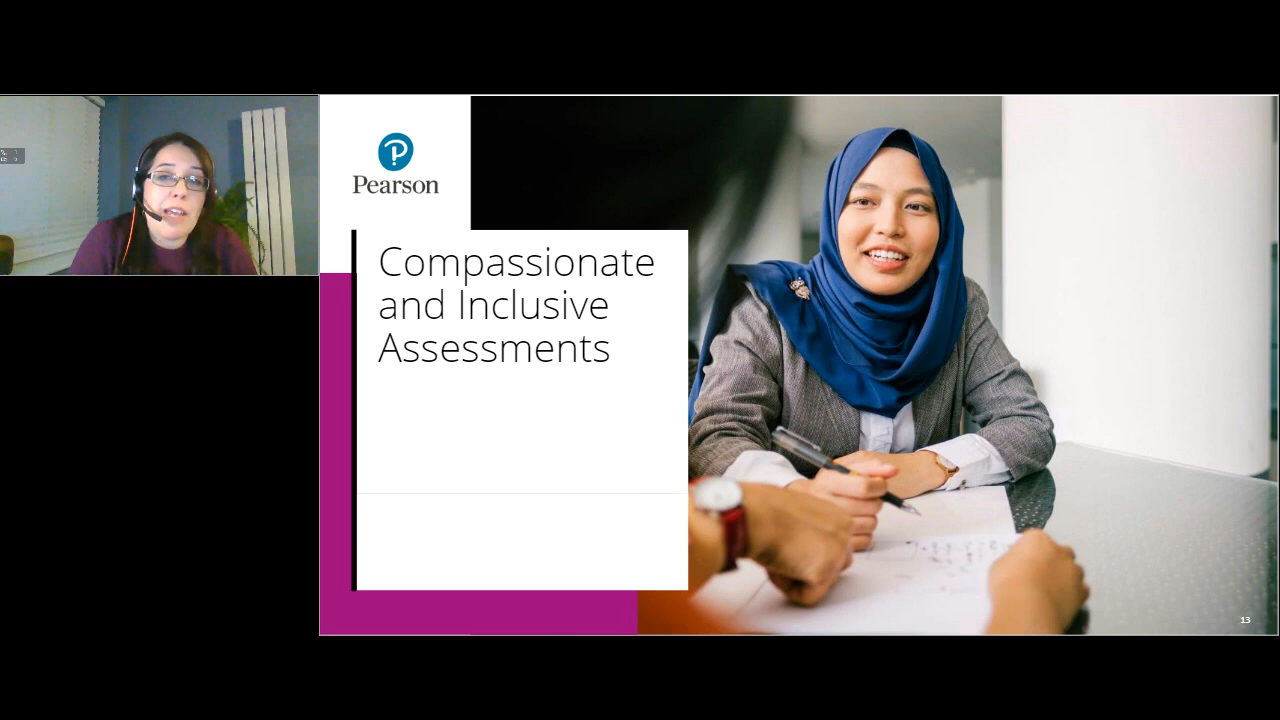 Pearson
Compassionate
and Inclusive
Assessments
13